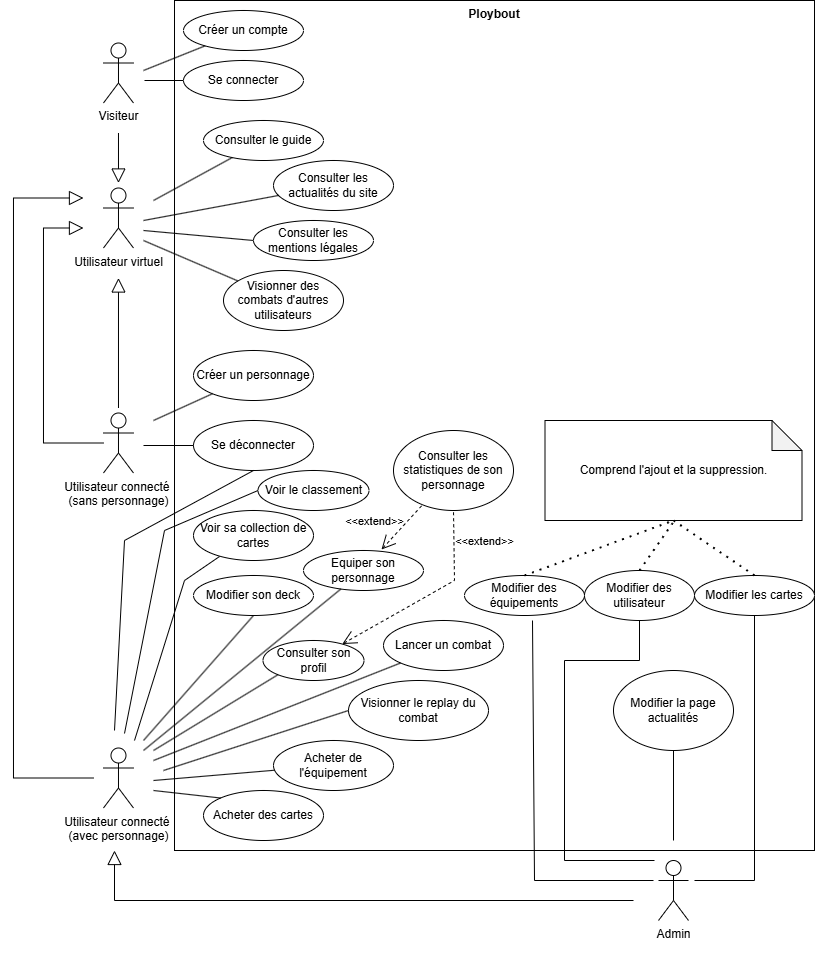 Ploybout
Créer un compte
Se connecter
Visiteur
Consulter le guide
Consulter les
actualités du site
Consulter les
mentions légales
Utilisateur virtuel
Visionner des
combats d'autres
utilisateurs
Créer un personnage
Se déconnecter
Utilisateur connecté
(sans personnage)
Voir le classement
Consulter les
statistiques de son
personnage
Comprend l'ajout et la suppression.
Voir sa collection de
cartes
<<extend>>
<<extend>>
Equiper son
personnage
Modifier son deck
Modifier des
équipements
Modifier des
utilisateur
Modifier les cartes
Consulter son
profil
Lancer un combat
Visionner le replay du
combat
Modifier la page
actualités
Acheter de
l'équipement
Acheter des cartes
Utilisateur connecté
(avec personnage)
Admin